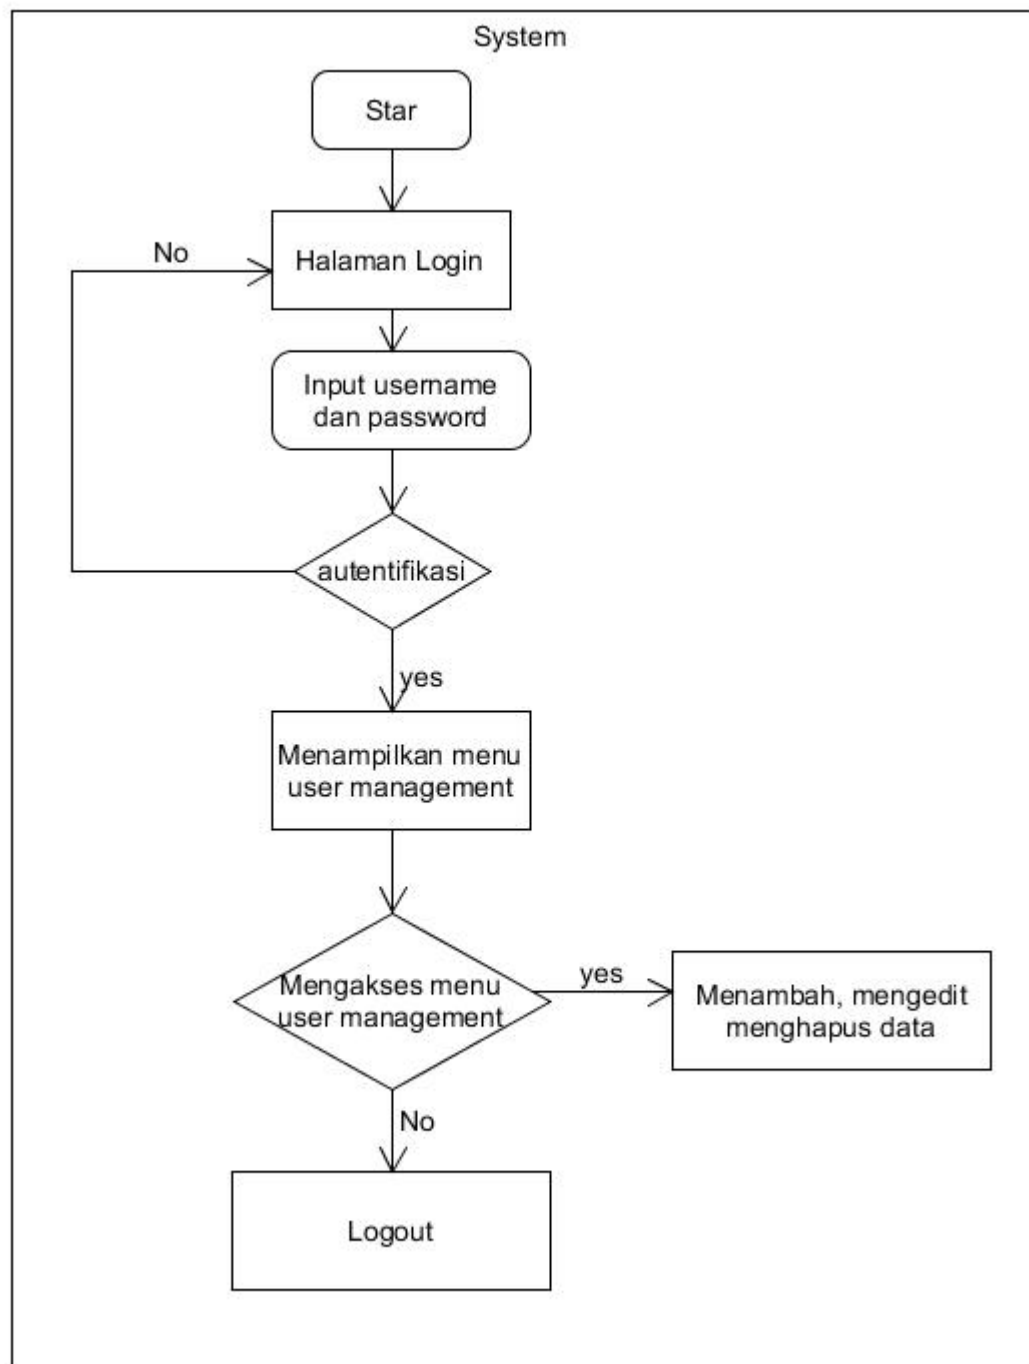 System
Star
No
Halaman Login
Input username
dan password
autentifikasi
yes
Menampilkan menu
user management
Mengakses menu
user management
yes
Menambah, mengedit
menghapus data
No
Logout